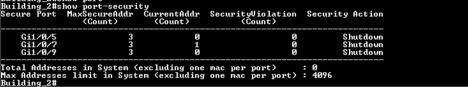 Building_2#show port-security
Secure Port MaxSecureAddr CurrentAddr SecurityViolation Security Action
(Count) (Count) (Count)
Gi1/0/5 3 0 0 Shutdown
Gi1/0/7 3 1 0 Shutdown
Gi1/0/9 3 0 0 Shutdown
Total Addresses in System (excluding one mac per port) : 0
Max Addresses limit in System (excluding one mac per port) : 4096
Building_2#